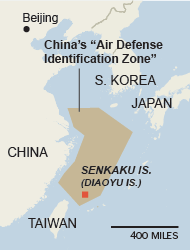 Beijing
China's “Air Defense
Identification Zone”
S. KOREA
JAPAN
CHINA
SENKAKU IS.
(DIAOYU IS.)
TAIWAN
400 MILES